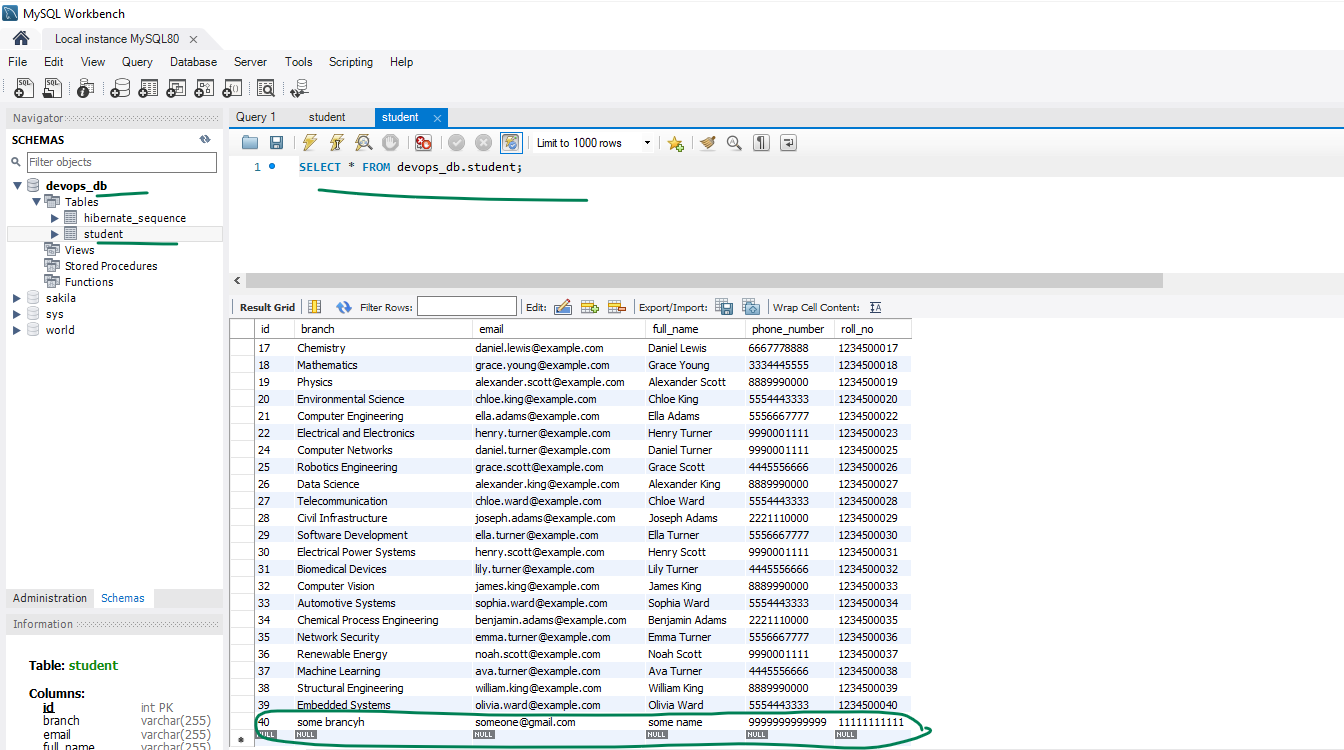 MySQL Workbench
Local instance MySQL80
File Edit View Query Database Server Tools Scripting Help
Navigator
SCHEMAS
Filter objects
devops_db
Tables
hibernate_sequence
student
Views
Stored Procedures
Functions
sakila
sys
world
Administration Schemas
Information
Table: student
Columns:
id int PK
branch varchar(255)
email varchar(255)
full_name varchar(255)
Query 1 student student
Limit to 1000 rows
1 SELECT * FROM devops_db.student;
Result Grid Filter Rows: Edit: Export/Import: Wrap Cell Content:
id branch email full_name phone_number roll_no
17 Chemistry daniel.lewis@example.com Daniel Lewis 6667778888 1234500017
18 Mathematics grace.young@example.com Grace Young 3334445555 1234500018
19 Physics alexander.scott@example.com Alexander Scott 8889990000 1234500019
20 Environmental Science chloe.king@example.com Chloe King 5554443333 1234500020
21 Computer Engineering ella.adams@example.com Ella Adams 5556667777 1234500022
22 Electrical and Electronics henry.turner@example.com Henry Turner 9990001111 1234500023
24 Computer Networks daniel.turner@example.com Daniel Turner 9990001111 1234500025
25 Robotics Engineering grace.scott@example.com Grace Scott 4445556666 1234500026
26 Data Science alexander.king@example.com Alexander King 8889990000 1234500027
27 Telecommunication chloe.ward@example.com Chloe Ward 5554443333 1234500028
28 Civil Infrastructure joseph.adams@example.com Joseph Adams 2221110000 1234500029
29 Software Development ella.turner@example.com Ella Turner 5556667777 1234500030
30 Electrical Power Systems henry.scott@example.com Henry Scott 9990001111 1234500031
31 Biomedical Devices lily.turner@example.com Lily Turner 4445556666 1234500032
32 Computer Vision james.king@example.com James King 8889990000 1234500033
33 Automotive Systems sophia.ward@example.com Sophia Ward 5554443333 1234500034
34 Chemical Process Engineering benjamin.adams@example.com Benjamin Adams 2221110000 1234500035
35 Network Security emma.turner@example.com Emma Turner 5556667777 1234500036
36 Renewable Energy noah.scott@example.com Noah Scott 9990001111 1234500037
37 Machine Learning ava.turner@example.com Ava Turner 4445556666 1234500038
38 Structural Engineering william.king@example.com William King 8889990000 1234500039
39 Embedded Systems olivia.ward@example.com Olivia Ward 5554443333 1234500040
40 some brancyh someone@gmail.com some name 9999999999999 11111111111
NULL NULL NULL NULL NULL NULL